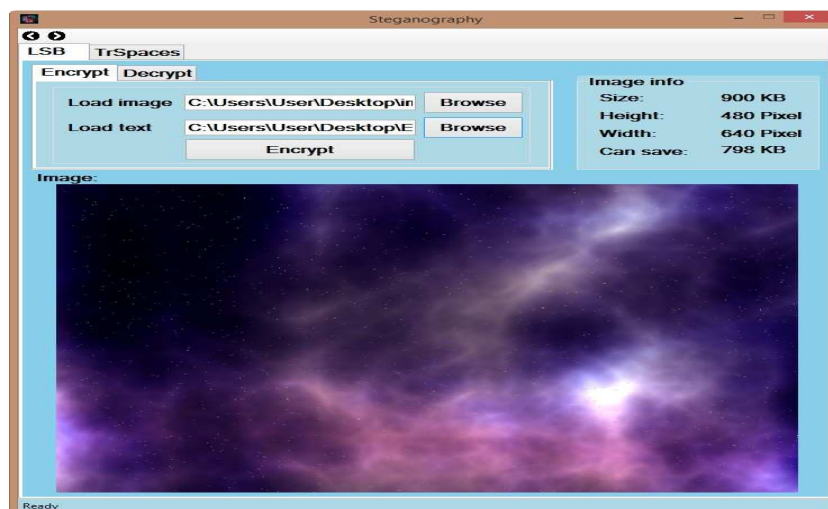 Steganography
LSB TrSpaces
Encrypt Decrypt
Load image C:\Users\User\Desktop\in Browse
Load text C:\Users\User\Desktop\E Browse
Encrypt
Image info
Size: 900 KB
Height: 480 Pixel
Width: 640 Pixel
Can save: 798 KB
Image:
Ready